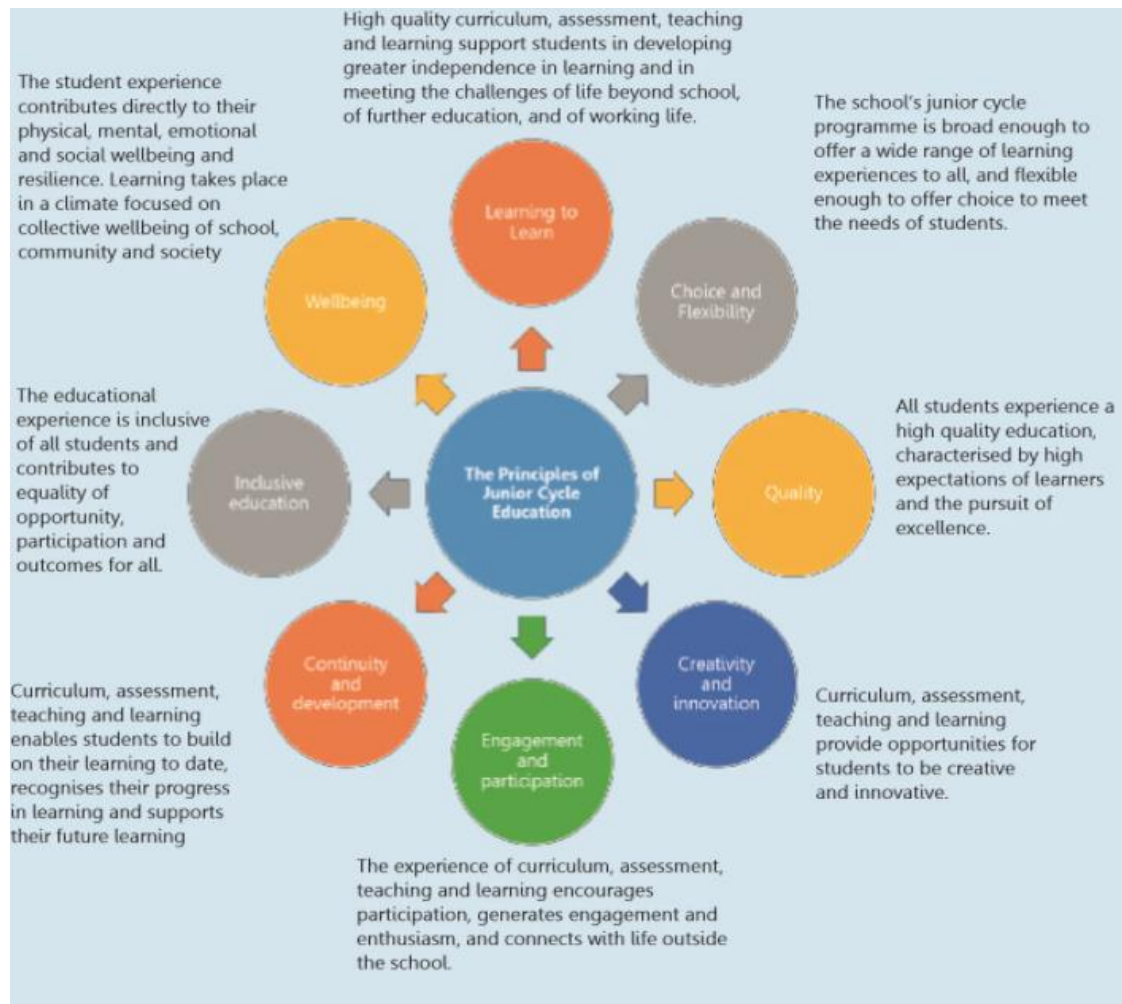 High quality curriculum, assessment, teaching
and learning support students in developing
greater independence in learning and in
meeting the challenges of life beyond school,
of further education, and of working life.
The student experience
contributes directly to their
physical, mental, emotional
and social wellbeing and
resilience. Learning takes place
in a climate focused on
collective wellbeing of school,
community and society
The school's junior cycle
programme is broad enough to
offer a wide range of learning
experiences to all, and flexible
enough to offer choice to meet
the needs of students.
Learning to
Learn
Wellbeing
Choice and
Flexibility
The educational
experience is inclusive
of all students and
contributes to
equality of
opportunity,
participation and
outcomes for all.
Inclusive
education
The Principles of
Junior Cycle
Education
Quality
All students experience a
high quality education,
characterised by high
expectations of learners
and the pursuit of
excellence.
Continuity
and
development
Creativity
and
innovation
Engagement
and
participation
Curriculum, assessment,
teaching and learning
enables students to build
on their learning to date,
recognises their progress
in learning and supports
their future learning
Curriculum, assessment,
teaching and learning
provide opportunities for
students to be creative
and innovative.
The experience of curriculum, assessment,
teaching and learning encourages
participation, generates engagement and
enthusiasm, and connects with life outside
the school.